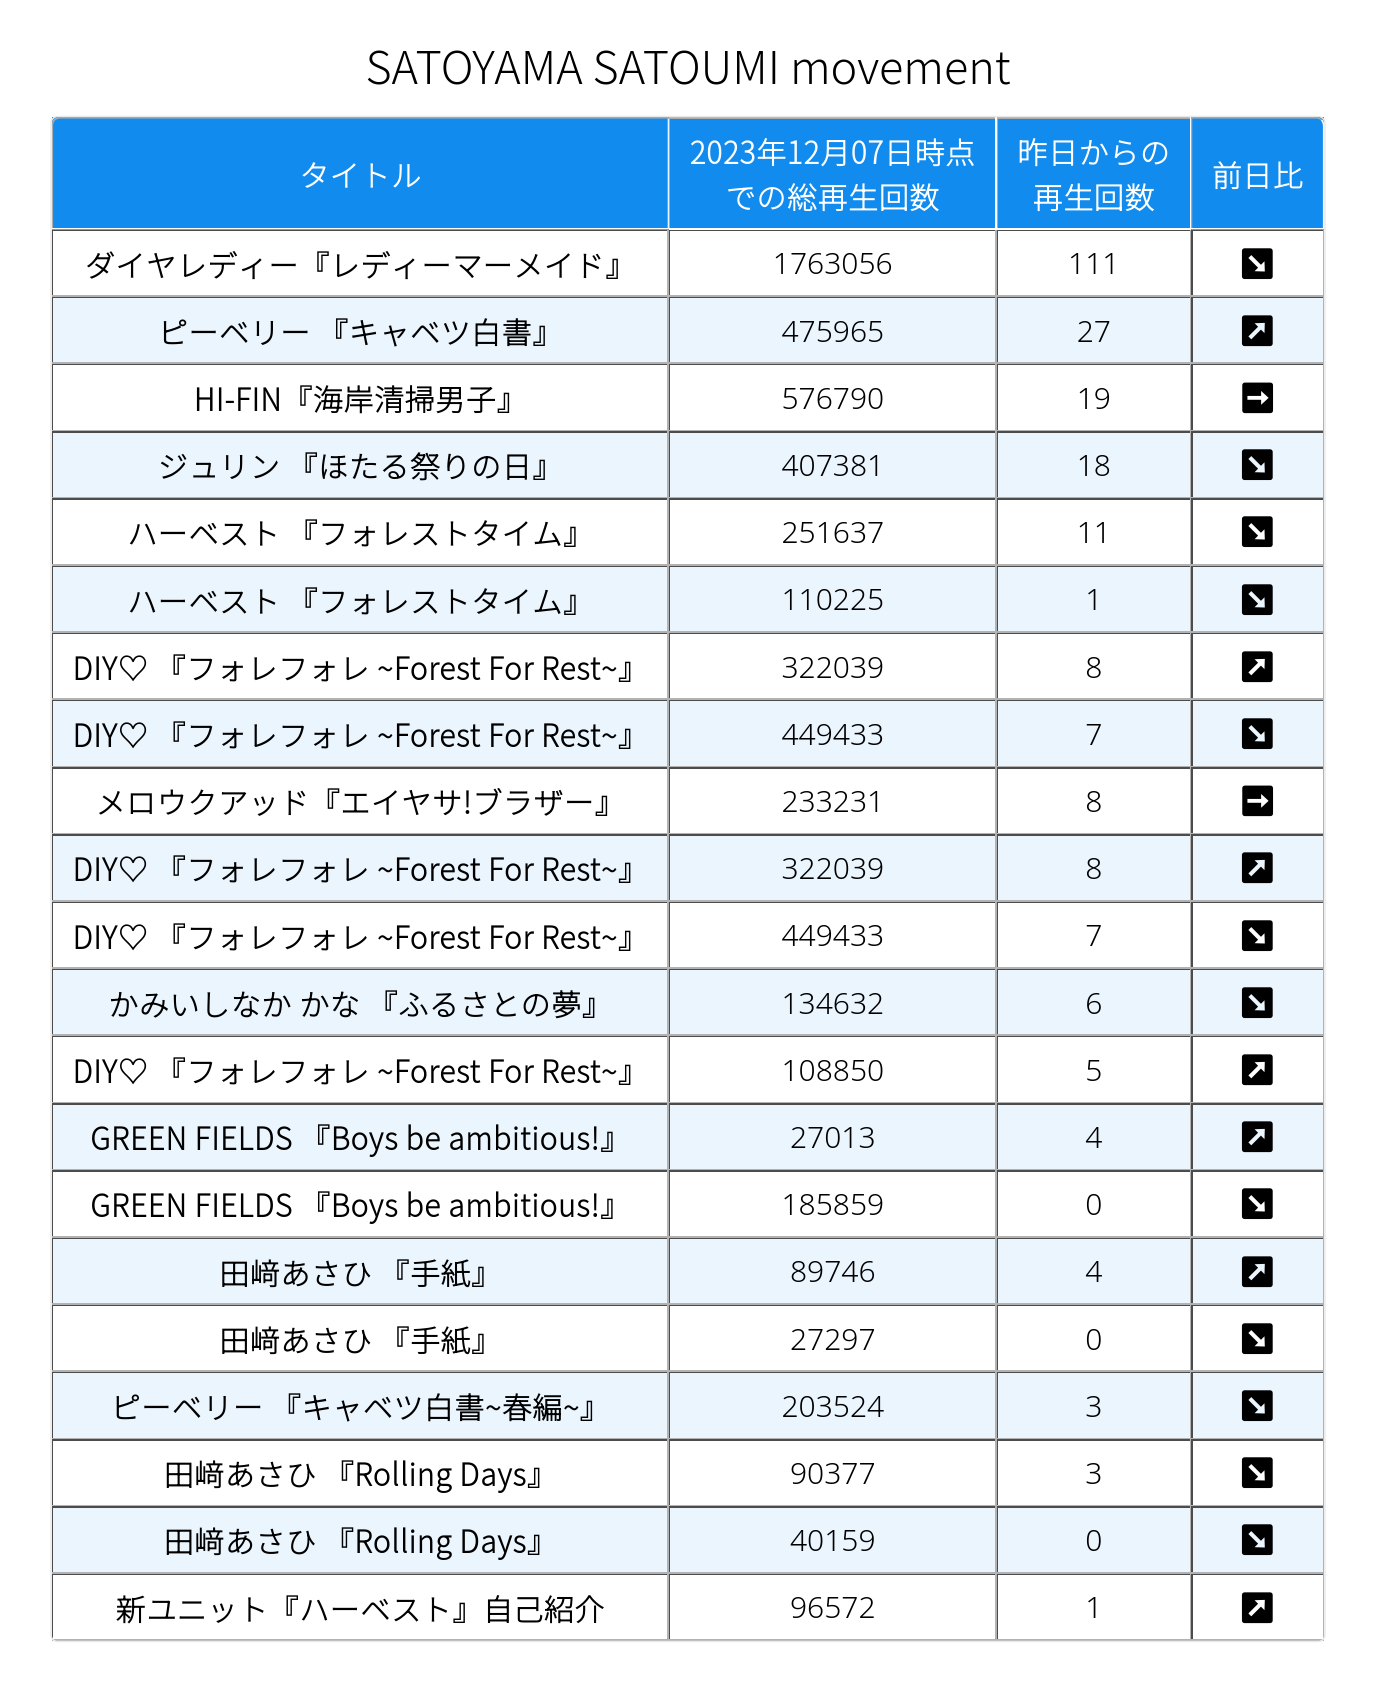 SATOYAMA SATOUMI movement
タイトル 2023年12月07日時点での総再生回数 昨日からの再生回数 前日比
ダイヤレディー『レディーマーメイド』 1763056 111 ↘
ピーベリー 『キャベツ白書』 475965 27 ↗
HI-FIN『海岸清掃男子』 576790 19 →
ジュリン 『ほたる祭りの日』 407381 18 ↘
ハーベスト 『フォレストタイム』 251637 11 ↘
ハーベスト 『フォレストタイム』 110225 1 ↘
DIY♡ 『フォレフォレ ~Forest For Rest~』 322039 8 ↗
DIY♡ 『フォレフォレ ~Forest For Rest~』 449433 7 ↘
メロウクアッド『エイヤサ!ブラザー』 233231 8 →
DIY♡ 『フォレフォレ ~Forest For Rest~』 322039 8 ↗
DIY♡ 『フォレフォレ ~Forest For Rest~』 449433 7 ↘
かみいしなか かな 『ふるさとの夢』 134632 6 ↘
DIY♡ 『フォレフォレ ~Forest For Rest~』 108850 5 ↗
GREEN FIELDS 『Boys be ambitious!』 27013 4 ↗
GREEN FIELDS 『Boys be ambitious!』 185859 0 ↘
田﨑あさひ 『手紙』 89746 4 ↗
田﨑あさひ 『手紙』 27297 0 ↘
ピーベリー 『キャベツ白書~春編~』 203524 3 ↘
田﨑あさひ 『Rolling Days』 90377 3 ↘
田﨑あさひ 『Rolling Days』 40159 0 ↘
新ユニット『ハーベスト』自己紹介 96572 1 ↗